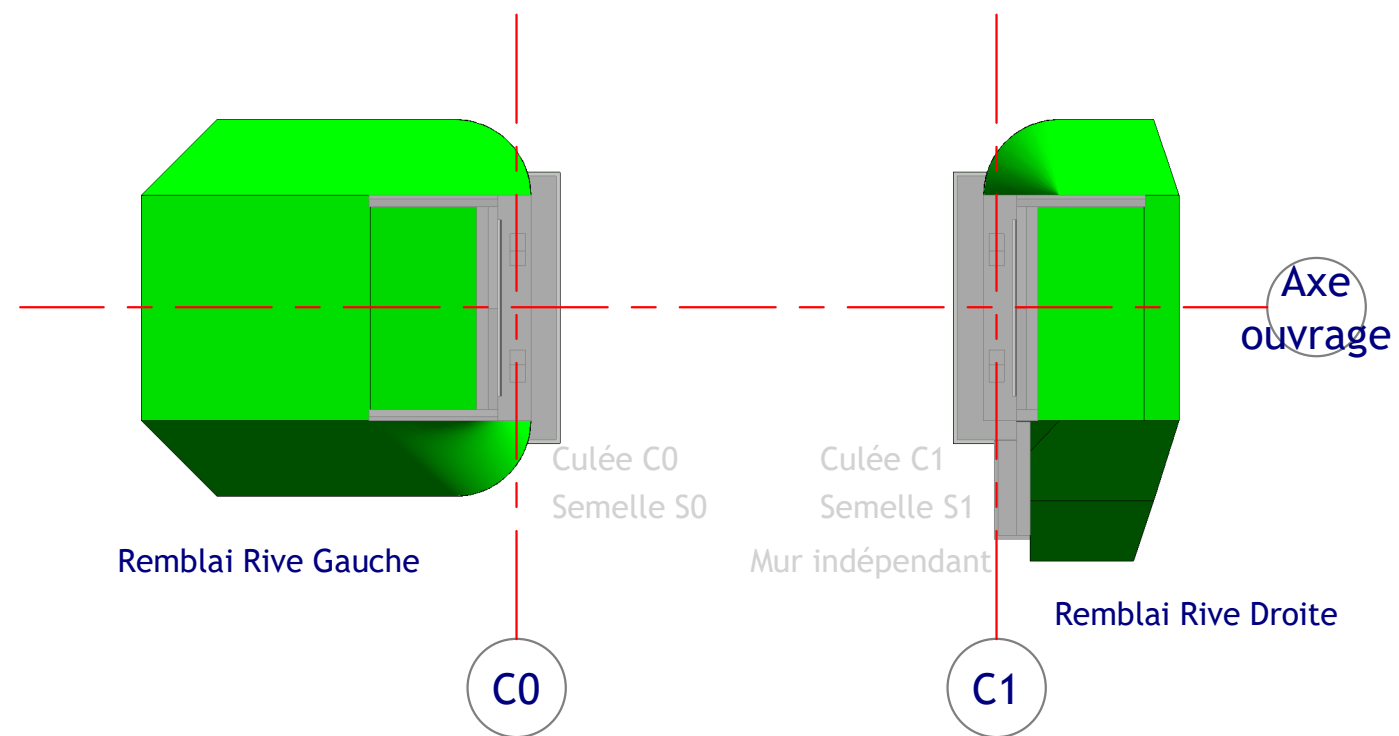 Axe
ouvrage
Culée C0
Culée C1
Semelle S0
Semelle S1
Remblai Rive Gauche
Mur indépendant
Remblai Rive Droite
C0
C1